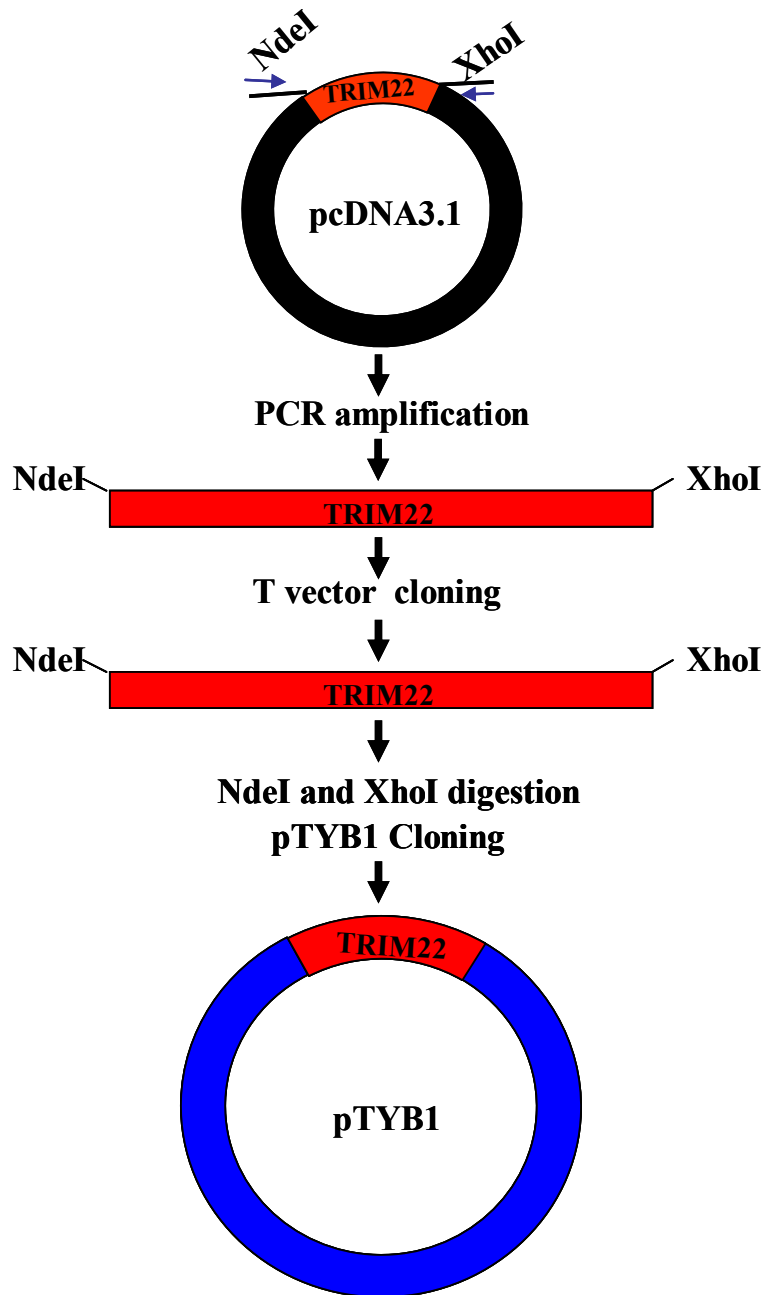 NdeI
XhoI
TRIM22
pcDNA3.1
PCR amplification
NdeI
XhoI
TRIM22
T vector cloning
NdeI
XhoI
TRIM22
NdeI and XhoI digestion
pTYB1 Cloning
TRIM22
pTYB1